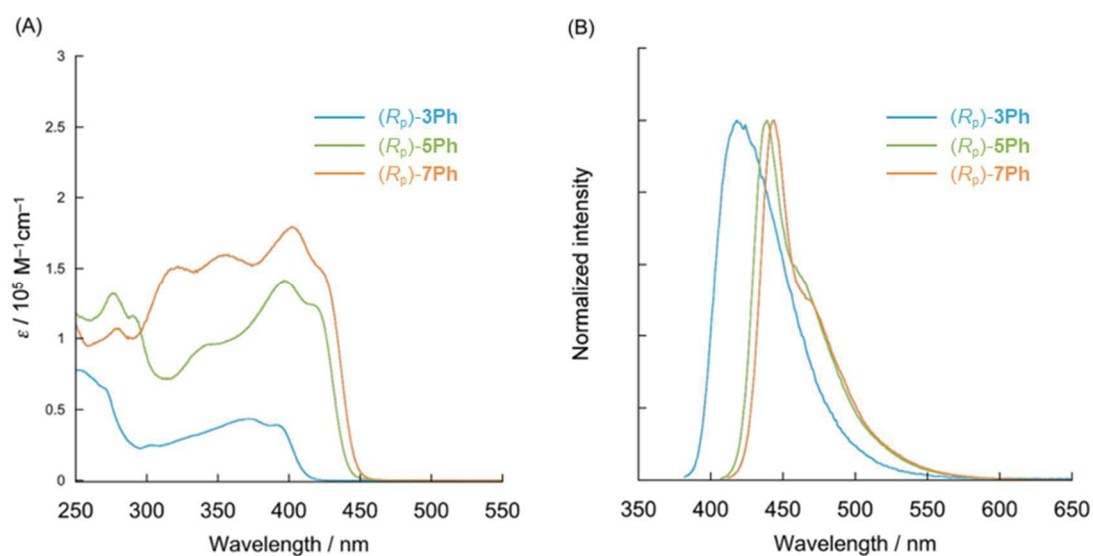 (A)
3
2.5
2
1.5
1
0.5
0
ε / 10⁵ M⁻¹cm⁻¹
(Rₚ)-3Ph
(Rₚ)-5Ph
(Rₚ)-7Ph
250 300 350 400 450 500 550
Wavelength / nm
(B)
Normalized intensity
(Rₚ)-3Ph
(Rₚ)-5Ph
(Rₚ)-7Ph
350 400 450 500 550 600 650
Wavelength / nm